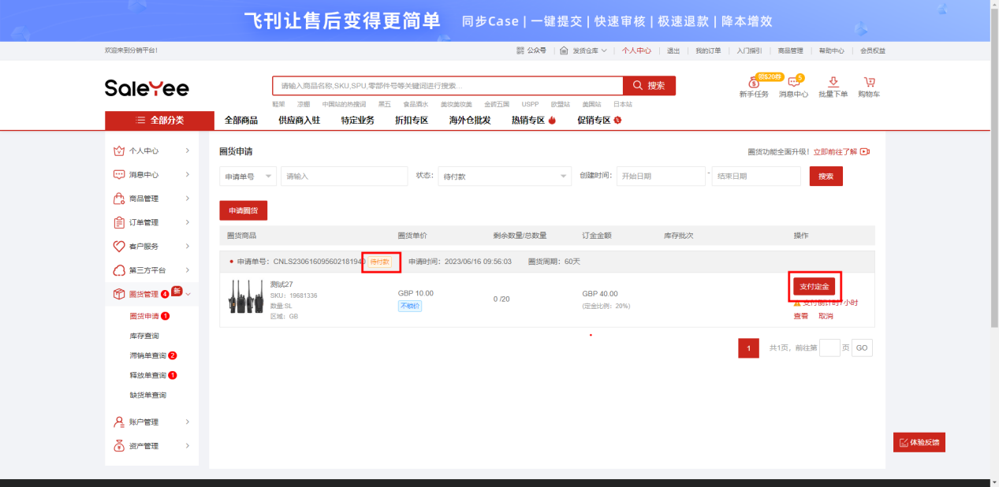 飞刊让售后变得更简单 同步Case | 一键提交 | 快速审核 | 极速退款 | 降本增效
欢迎来到分销平台!
公众号 发货仓库 个人中心 退出 我的订单 入门指引 商品管理 帮助中心 会员权益
SaleYee
请输入商品名称,SKU,SPU,零部件号等关键词进行搜索... 搜索
鞋架 凉棚 中国站的热搜词 黑五 食品酒水 美妆美妆美 金砖五国 USPP 欧盟站 美国站 日本站
领$20券 5
新手任务 消息中心 批量下单 购物车
全部分类 全部商品 供应商入驻 特定业务 折扣专区 海外仓批发 热销专区 促销专区
个人中心
消息中心
商品管理
订单管理
客户服务
第三方平台
圈货管理 4 新
圈货申请 1
库存查询
滞销单查询 2
释放单查询 1
缺货单查询
账户管理
资产管理
圈货申请 圈货功能全面升级! 立即前往了解
申请单号 请输入 状态: 待付款 创建时间: 开始日期 - 结束日期 搜索
申请圈货
圈货商品 圈货单价 剩余数量/总数量 订金金额 库存批次 操作
申请单号: CNLS230616095602181940 待付款 申请时间: 2023/06/16 09:56:03 圈货周期: 60天
测试27
SKU: 19681336
数量:SL
区域: GB
GBP 10.00
不锁价
0 /20
GBP 40.00
(定金比例: 20%)
支付定金
支付倒计时7小时
查看 取消
1 共1页, 前往第 页 GO
体验反馈